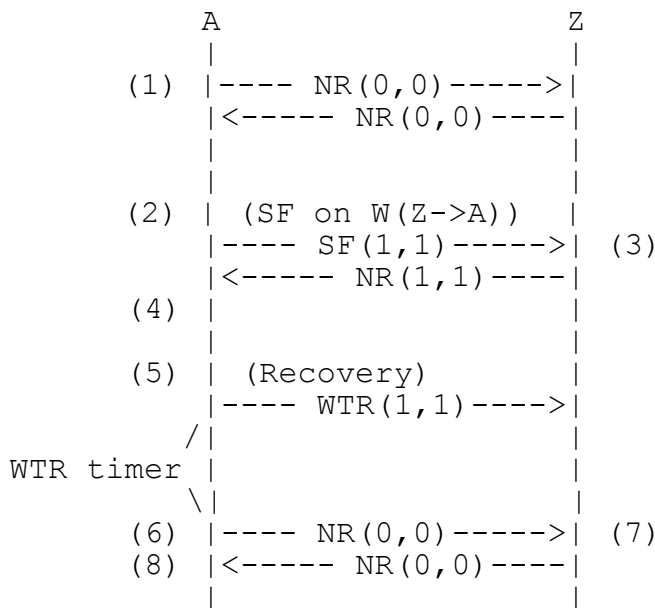 A Z
| |
(1) |---- NR(0,0)----->|
|<----- NR(0,0)----|
| |
| |
(2) | (SF on W(Z->A)) |
|---- SF(1,1)----->| (3)
|<----- NR(1,1)----|
(4) | |
| |
(5) | (Recovery) |
|---- WTR(1,1)---->|
/| |
WTR timer | |
\| |
(6) |---- NR(0,0)----->| (7)
(8) |<----- NR(0,0)----|
| |